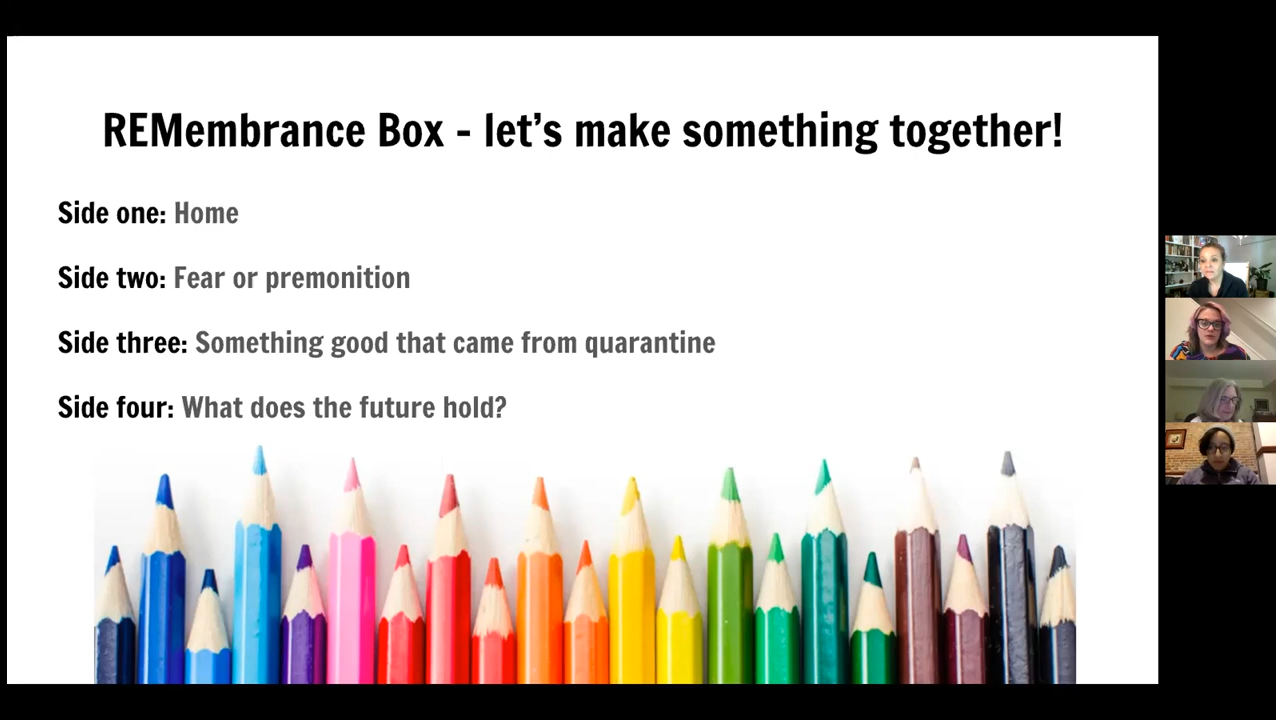 REMembrance Box - let's make something together!
Side one: Home
Side two: Fear or premonition
Side three: Something good that came from quarantine
Side four: What does the future hold?